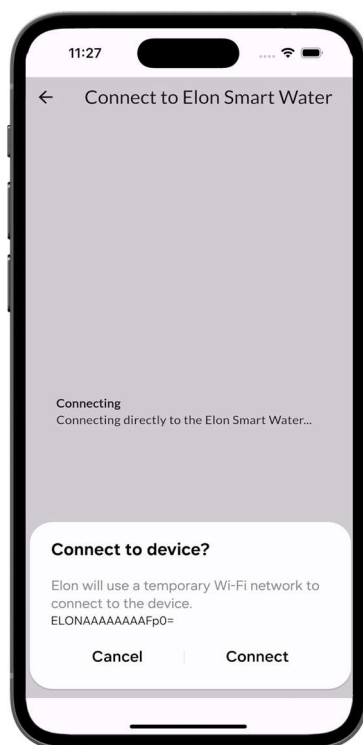 11:27
Connect to Elon Smart Water
Connecting
Connecting directly to the Elon Smart Water...
Connect to device?
Elon will use a temporary Wi-Fi network to
connect to the device.
ELONAAAAAAAAFp0=
Cancel
Connect